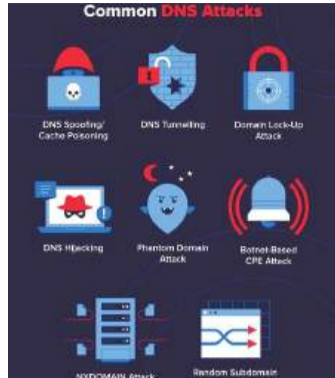 Common DNS Attacks
DNS Spoofing/
Cache Poisoning
DNS Tunnelling
Domain Lock-Up
Attack
DNS Hijacking
Phantom Domain
Attack
Botnet-Based
CPE Attack
NXDOMAIN Attack
Random Subdomain